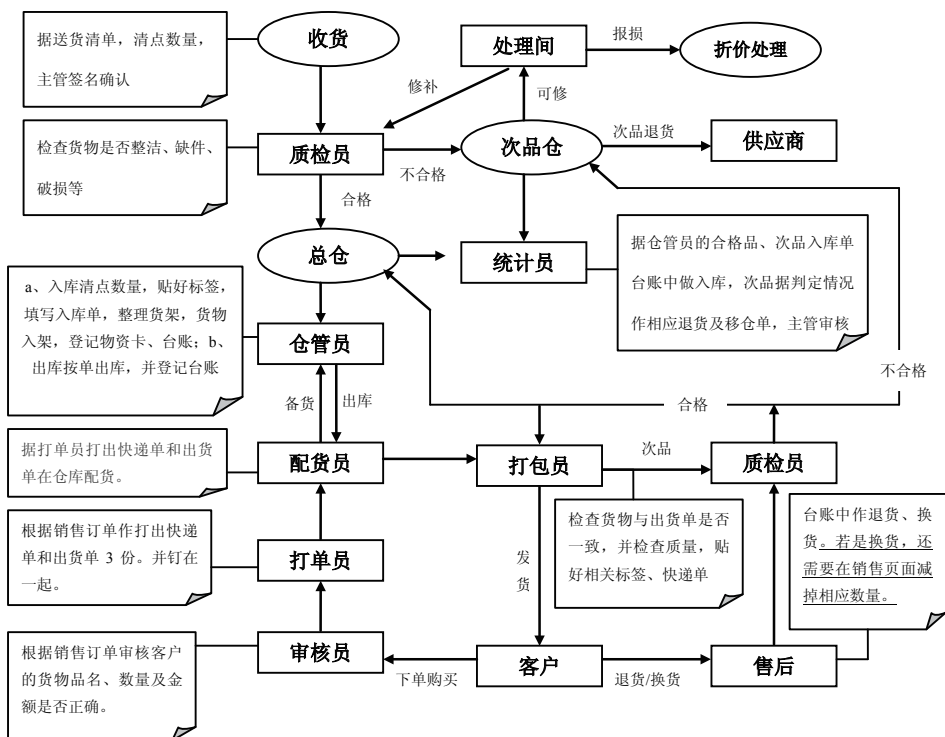 据送货清单，清点数量，
主管签名确认
收货
处理间
报损
折价处理
修补
可修
检查货物是否整洁、缺件、
破损等
质检员
不合格
次品仓
次品退货
供应商
合格
总仓
统计员
据仓管员的合格品、次品入库单
台账中做入库，次品据判定情况
作相应退货及移仓单，主管审核
a、入库清点数量，贴好标签，
填写入库单，整理货架，货物
入架，登记物资卡、台账；b、
出库按单出库，并登记台账
仓管员
不合格
备货
出库
合格
据打单员打出快递单和出货
单在仓库配货。
配货员
打包员
次品
质检员
检查货物与出货单是否
一致，并检查质量，贴
好相关标签、快递单
台账中作退货、换
货。若是换货，还
需要在销售页面减
掉相应数量。
根据销售订单作打出快递
单和出货单 3 份。并钉在
一起。
打单员
发
货
根据销售订单审核客户
的货物品名、数量及金
额是否正确。
审核员
下单购买
客户
退货/换货
售后